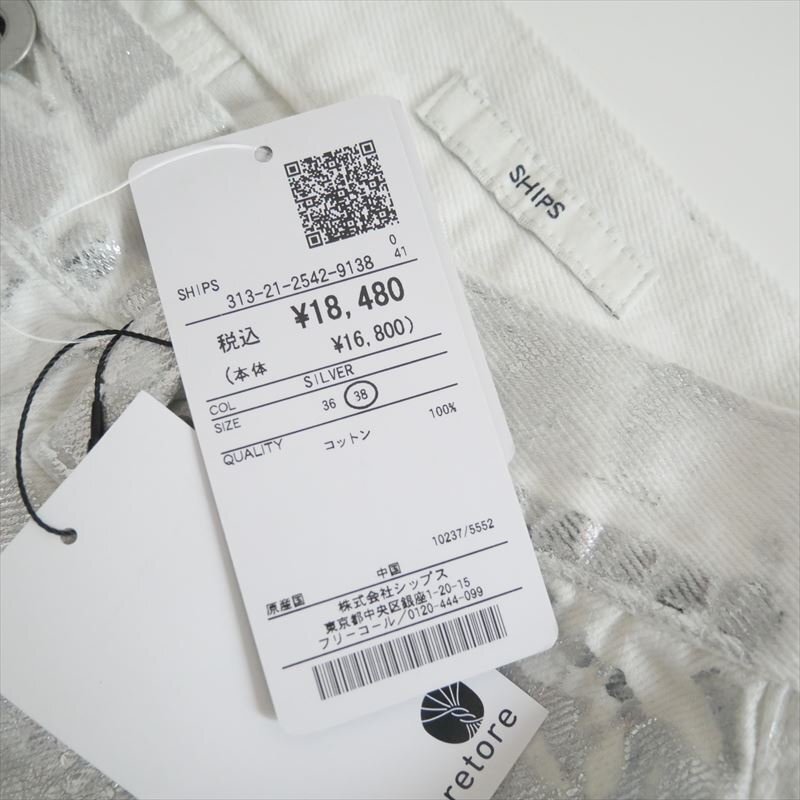 SHIPS
0
41
SHIPS 313-21-2542-9138
税込 ¥18,480
(本体 ¥16,800)
COL SILVER
SIZE 36 38
QUALITY コットン 100%
10237/5552
原産国 中国
株式会社シップス
東京都中央区銀座1-20-15
フリーコール/0120-444-099
retore